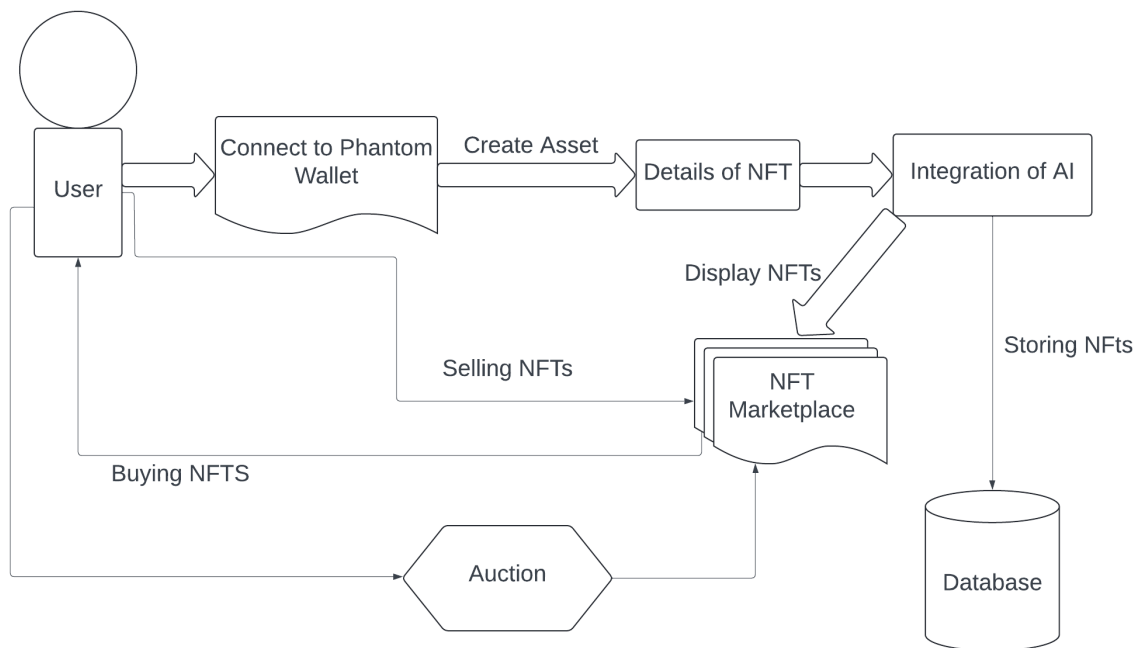 Connect to Phantom
Wallet
Create Asset
User
Details of NFT
Integration of AI
Display NFTs
Storing NFts
Selling NFTs
NFT
Marketplace
Buying NFTS
Auction
Database